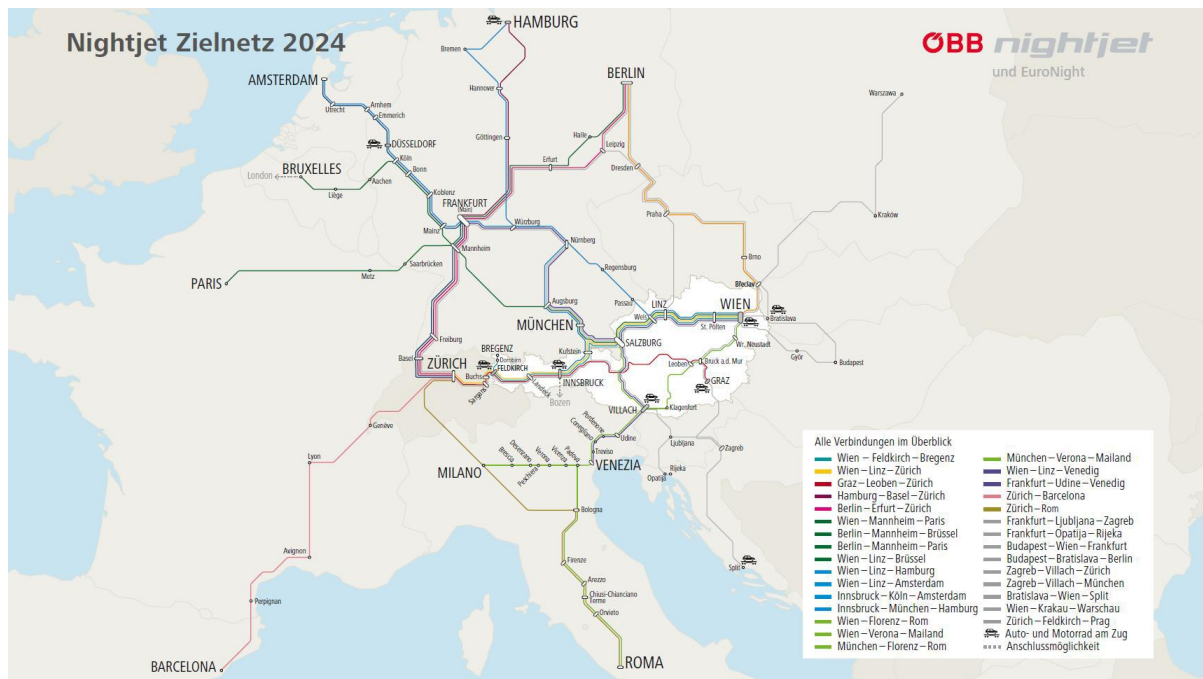 Nightjet Zielnetz 2024
ÖBB nightjet
und EuroNight
HAMBURG
Bremen
BERLIN
AMSTERDAM
Hannover
Warszawa
Utrecht
Arnhem
Emmerich
Göttingen
Halle
DÜSSELDORF
Leipzig
Köln
Erfurt
Dresden
BRUXELLES
London
Bonn
Aachen
Liège
Koblenz
FRANKFURT
(Main)
Praha
Kraków
Mainz
Würzburg
Nürnberg
Mannheim
Saarbrücken
Brno
Metz
Regensburg
PARIS
Břeclav
Passau
Augsburg
LINZ
WIEN
Wels
MÜNCHEN
St. Pölten
Bratislava
Freiburg
SALZBURG
Wr. Neustadt
BREGENZ
Kufstein
Győr
Basel
ZÜRICH
Dornbirn
FELDKIRCH
Leoben
Bruck a.d. Mur
Budapest
Buchs
Sargans
Landeck
INNSBRUCK
GRAZ
Bozen
VILLACH
Klagenfurt
Genève
Pordenone
Conegliano
Udine
Ljubljana
Zagreb
Lyon
Treviso
MILANO
Brescia
Desenzano
Peschiera
Verona
Vicenza
Padova
VENEZIA
Rijeka
Opatija
Bologna
Avignon
Firenze
Split
Arezzo
Chiusi-Chianciano
Terme
Perpignan
Orvieto
BARCELONA
ROMA
Alle Verbindungen im Überblick
Wien – Feldkirch – Bregenz
Wien – Linz – Zürich
Graz – Leoben – Zürich
Hamburg – Basel – Zürich
Berlin – Erfurt – Zürich
Wien – Mannheim – Paris
Berlin – Mannheim – Brüssel
Berlin – Mannheim – Paris
Wien – Linz – Brüssel
Wien – Linz – Hamburg
Wien – Linz – Amsterdam
Innsbruck – Köln – Amsterdam
Innsbruck – München – Hamburg
Wien – Florenz – Rom
Wien – Verona – Mailand
München – Florenz – Rom
München – Verona – Mailand
Wien – Linz – Venedig
Frankfurt – Udine – Venedig
Zürich – Barcelona
Zürich – Rom
Frankfurt – Ljubljana – Zagreb
Frankfurt – Opatija – Rijeka
Budapest – Wien – Frankfurt
Budapest – Bratislava – Berlin
Zagreb – Villach – Zürich
Zagreb – Villach – München
Bratislava – Wien – Split
Wien – Krakau – Warschau
Zürich – Feldkirch – Prag
Auto- und Motorrad am Zug
Anschlussmöglichkeit